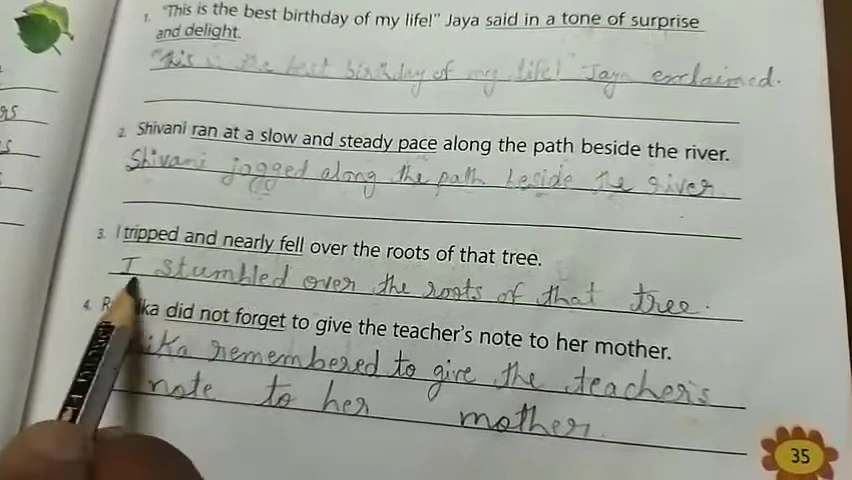 1. "This is the best birthday of my life!" Jaya said in a tone of surprise
and delight.
"This is the best birthday of my life!" Jaya exclaimed.
2. Shivani ran at a slow and steady pace along the path beside the river.
Shivani jogged along the path beside the river.
3. I tripped and nearly fell over the roots of that tree.
I stumbled over the roots of that tree.
4. did not forget to give the teacher's note to her mother.
remembered to give the teacher's
note to her mother.
35